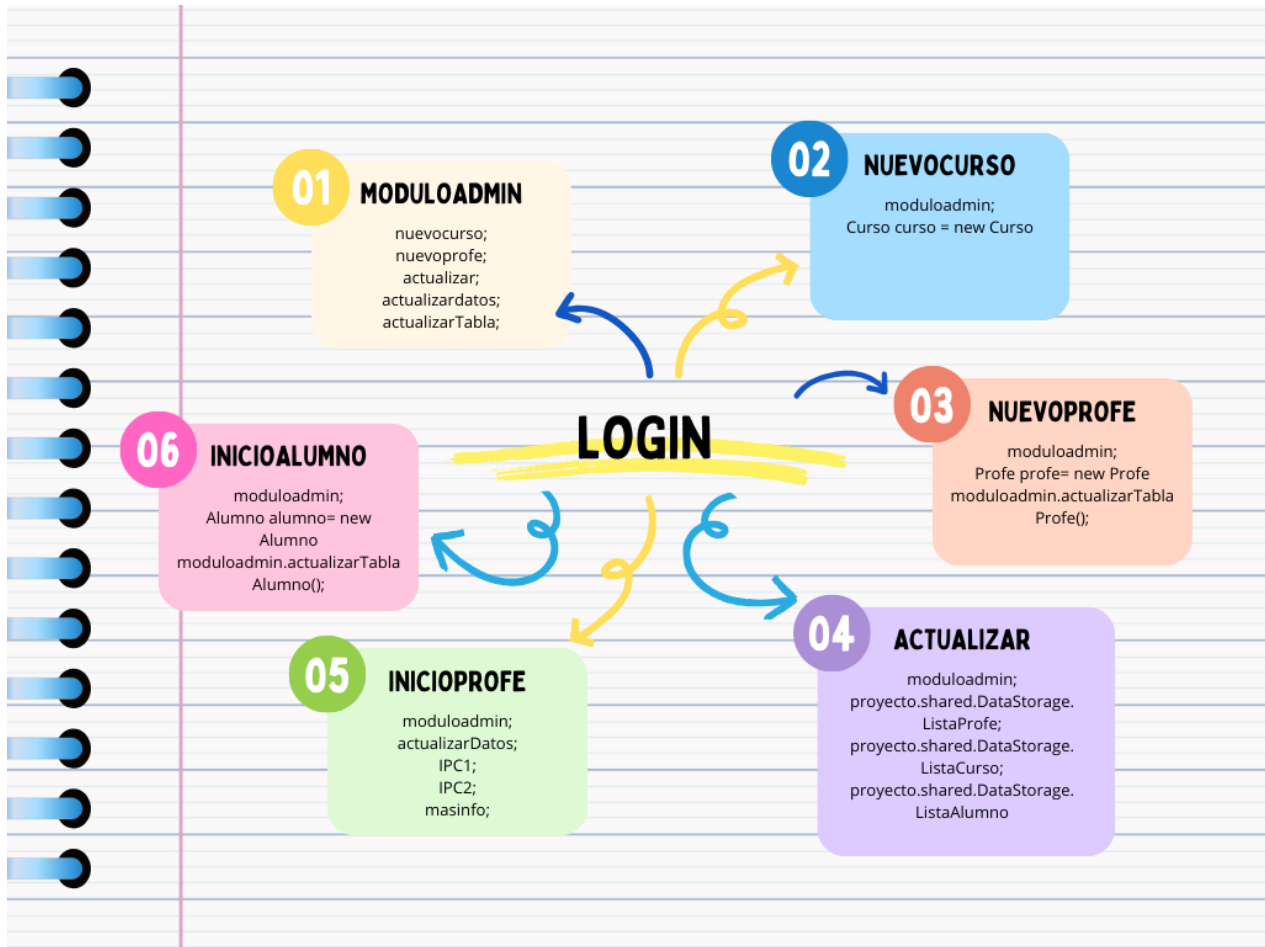 01
MODULOADMIN
nuevocurso;
nuevoprofe;
actualizar;
actualizardatos;
actualizarTabla;
02
NUEVOCURSO
moduloadmin;
Curso curso = new Curso
LOGIN
03
NUEVOPROFE
moduloadmin;
Profe profe= new Profe
moduloadmin.actualizarTabla
Profe();
04
ACTUALIZAR
moduloadmin;
proyecto.shared.DataStorage.
ListaProfe;
proyecto.shared.DataStorage.
ListaCurso;
proyecto.shared.DataStorage.
ListaAlumno
05
INICIOPROFE
moduloadmin;
actualizarDatos;
IPC1;
IPC2;
masinfo;
06
INICIOALUMNO
moduloadmin;
Alumno alumno= new
Alumno
moduloadmin.actualizarTabla
Alumno();